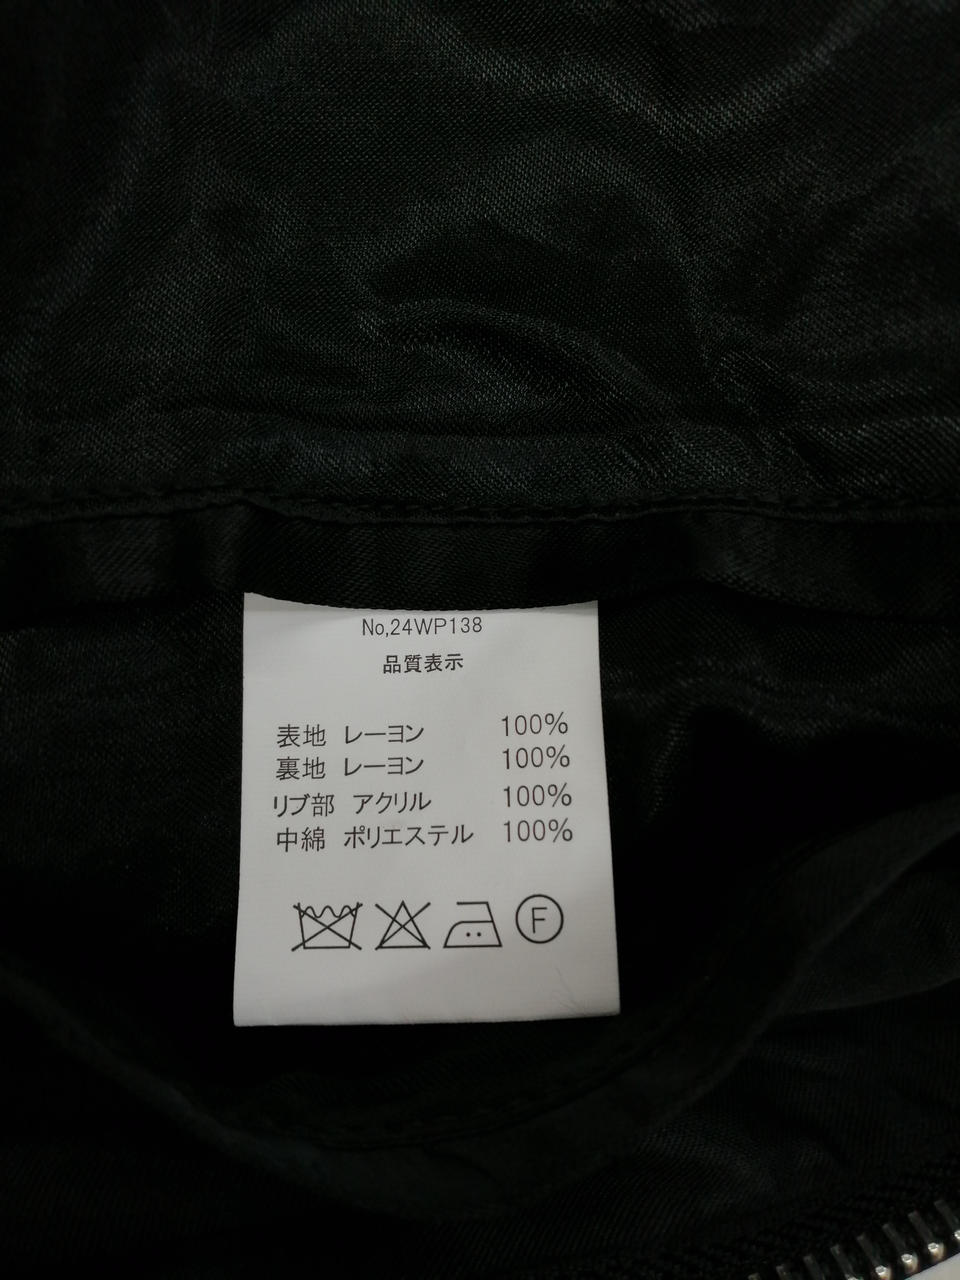 No,24WP138
品質表示
表地 レーヨン 100%
裏地 レーヨン 100%
リブ部 アクリル 100%
中綿 ポリエステル 100%
F